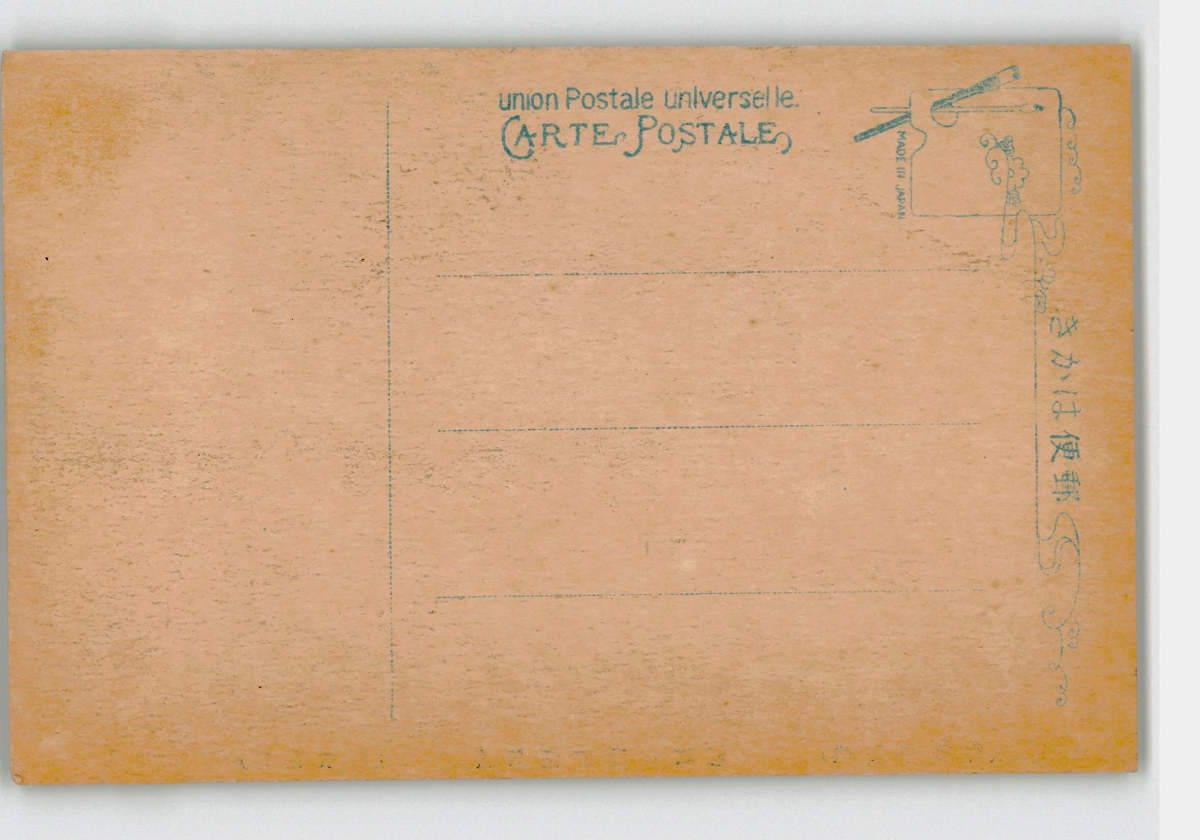 union Postale universelle.
CARTE POSTALE
MADE IN JAPAN
きかは便郵